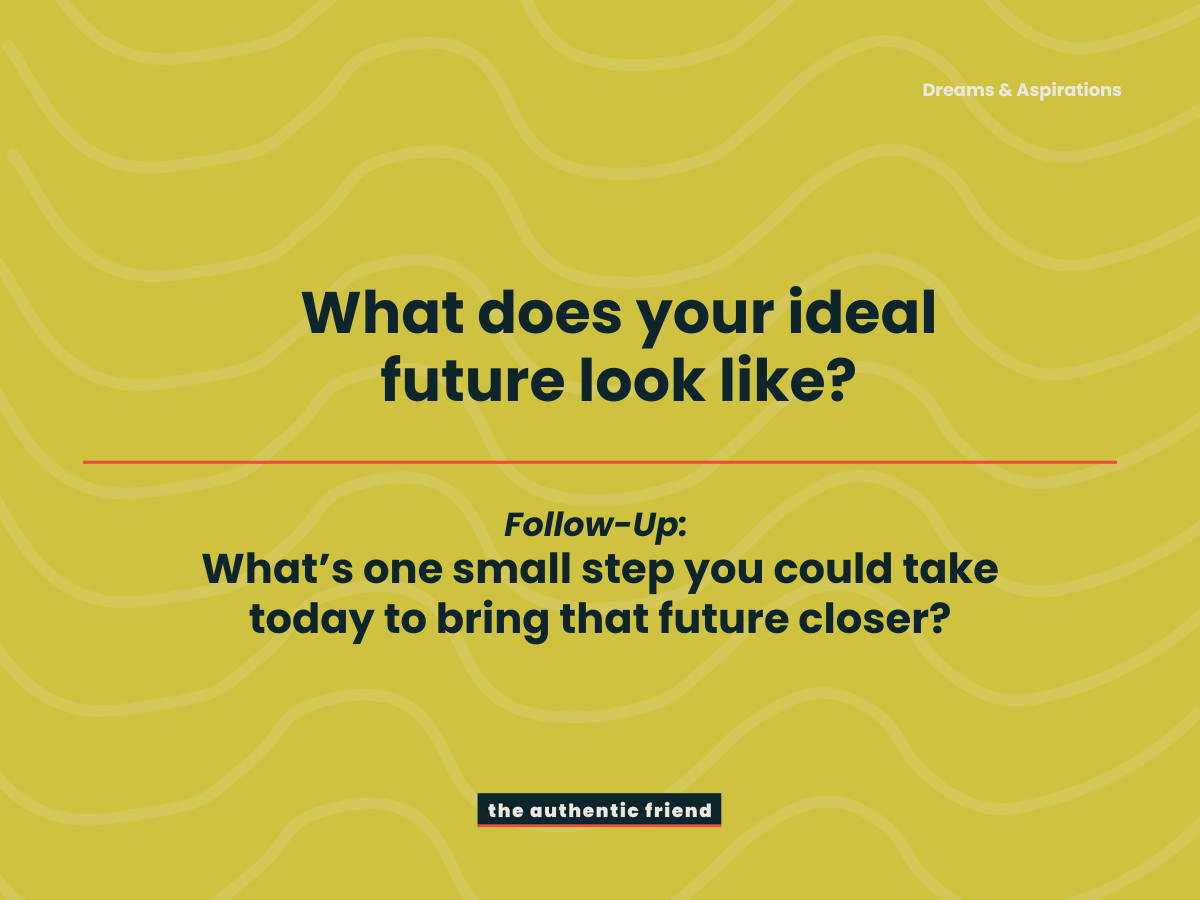 Dreams & Aspirations
What does your ideal
future look like?
Follow-Up:
What’s one small step you could take
today to bring that future closer?
the authentic friend